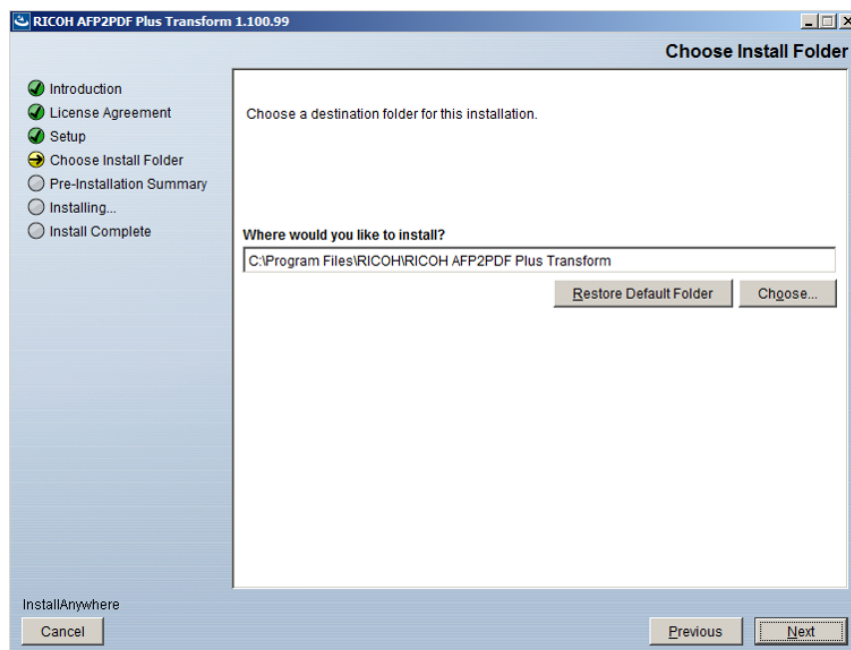 RICOH AFP2PDF Plus Transform 1.100.99
Choose Install Folder
Introduction
License Agreement
Setup
Choose Install Folder
Pre-Installation Summary
Installing...
Install Complete
Choose a destination folder for this installation.
Where would you like to install?
C:\Program Files\RICOH\RICOH AFP2PDF Plus Transform
Restore Default Folder
Choose...
InstallAnywhere
Cancel
Previous
Next